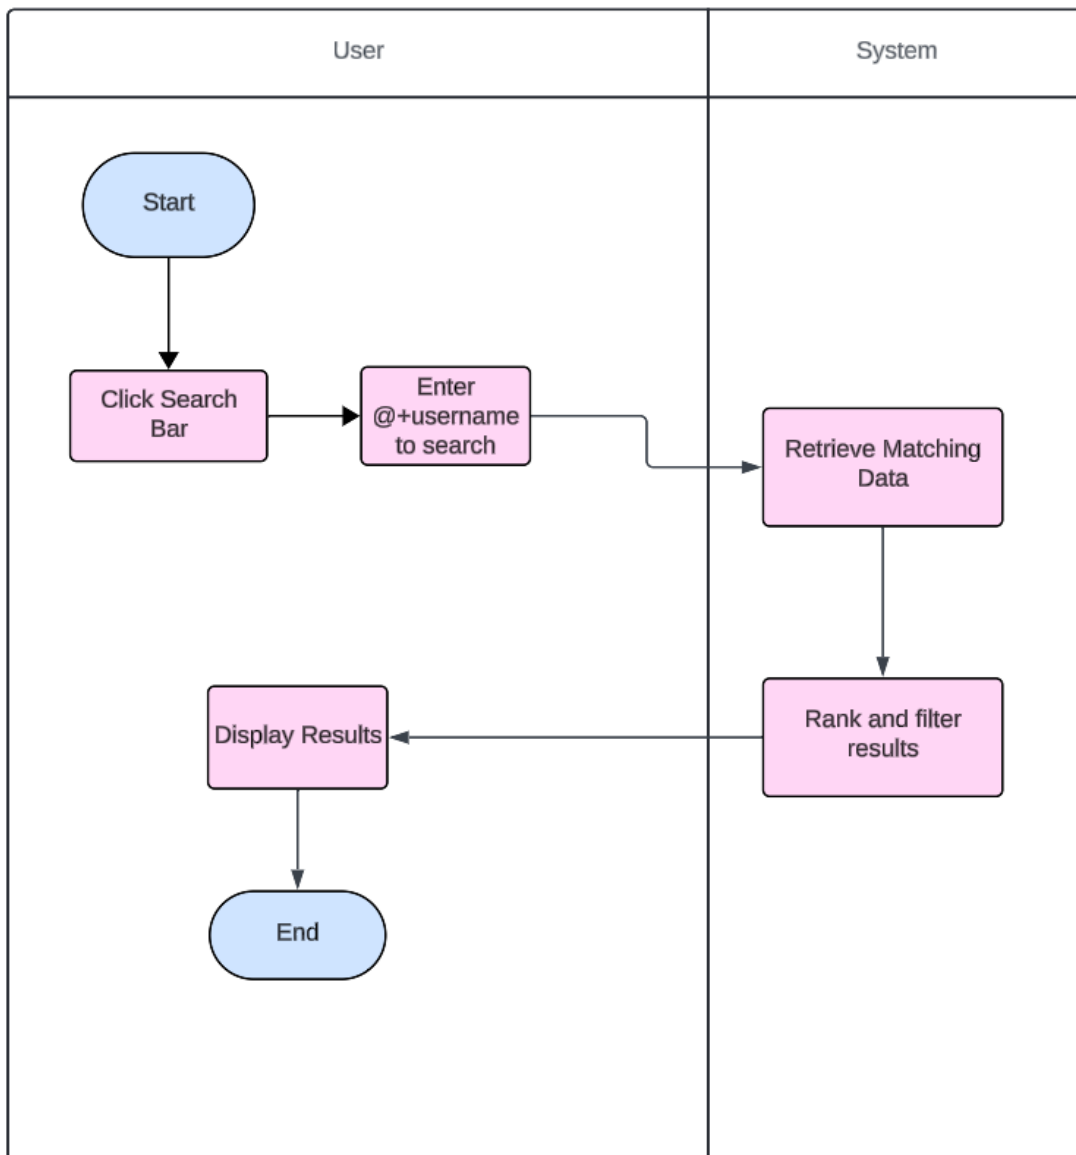 User
System
Start
Click Search
Bar
Enter
@+username
to search
Retrieve Matching
Data
Rank and filter
results
Display Results
End